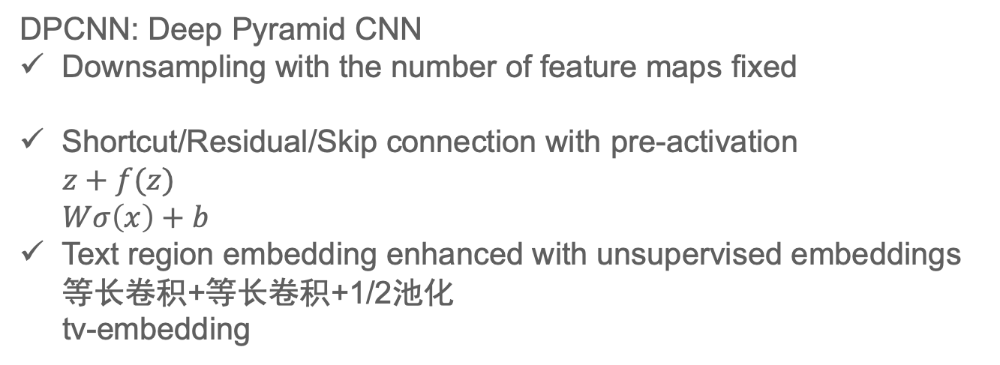 DPCNN: Deep Pyramid CNN
✓ Downsampling with the number of feature maps fixed
✓ Shortcut/Residual/Skip connection with pre-activation
z + f(z)
Wσ(x) + b
✓ Text region embedding enhanced with unsupervised embeddings
等长卷积+等长卷积+1/2池化
tv-embedding